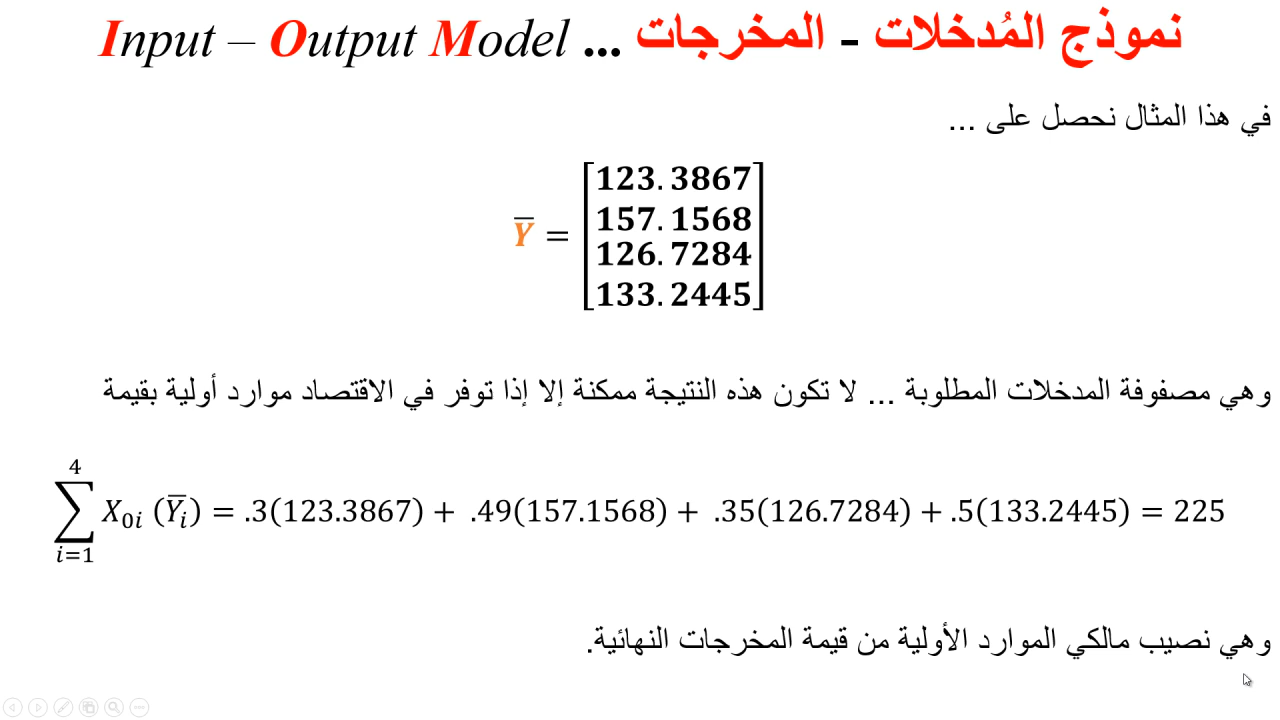 نموذج المُدخلات - المخرجات ... Input – Output Model
في هذا المثال نحصل على ...
Y̅ = [123.3867
157.1568
126.7284
133.2445]
وهي مصفوفة المدخلات المطلوبة ... لا تكون هذه النتيجة ممكنة إلا إذا توفر في الاقتصاد موارد أولية بقيمة
∑_{i=1}^{4} X_{0i} (Y̅_i) = .3(123.3867) + .49(157.1568) + .35(126.7284) + .5(133.2445) = 225
وهي نصيب مالكي الموارد الأولية من قيمة المخرجات النهائية.